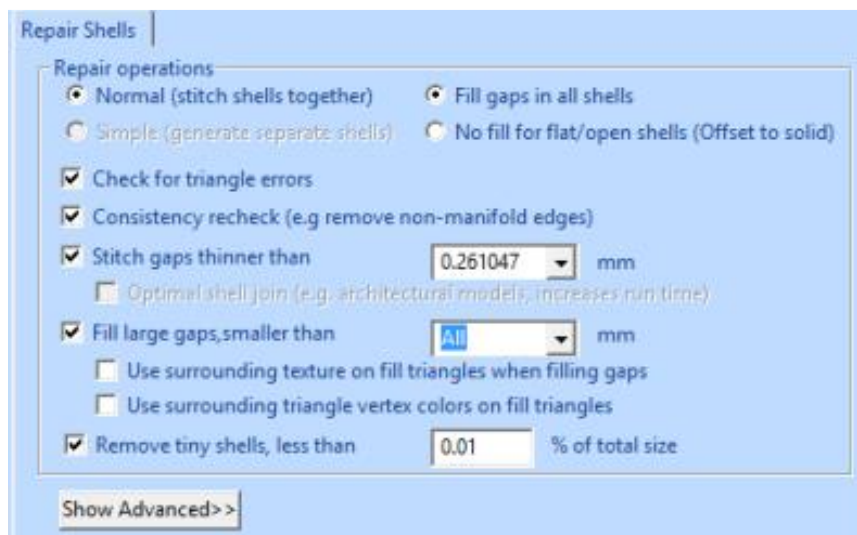 Repair Shells
Repair operations
Normal (stitch shells together) Fill gaps in all shells
Simple (generate separate shells) No fill for flat/open shells (Offset to solid)
Check for triangle errors
Consistency recheck (e.g remove non-manifold edges)
Stitch gaps thinner than 0.261047 mm
Optimal shell join (e.g. architectural models, increases run time)
Fill large gaps,smaller than All mm
Use surrounding texture on fill triangles when filling gaps
Use surrounding triangle vertex colors on fill triangles
Remove tiny shells, less than 0.01 % of total size
Show Advanced>>